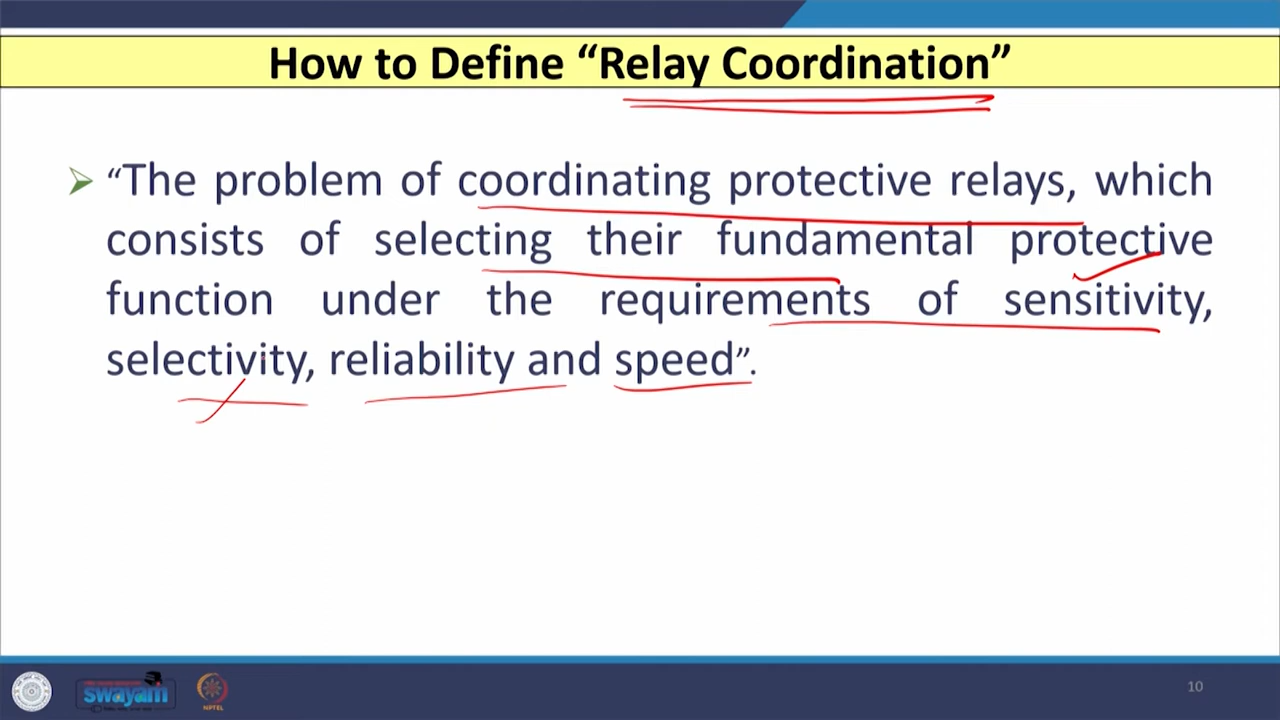 How to Define “Relay Coordination”
“The problem of coordinating protective relays, which
consists of selecting their fundamental protective
function under the requirements of sensitivity,
selectivity, reliability and speed”.
swayam
NPTEL
10